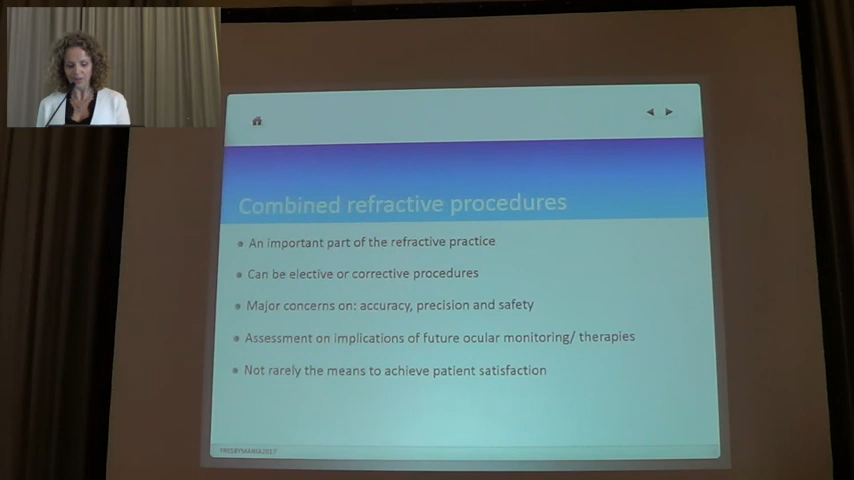 Combined refractive procedures
An important part of the refractive practice
Can be elective or corrective procedures
Major concerns on: accuracy, precision and safety
Assessment on implications of future ocular monitoring/ therapies
Not rarely the means to achieve patient satisfaction